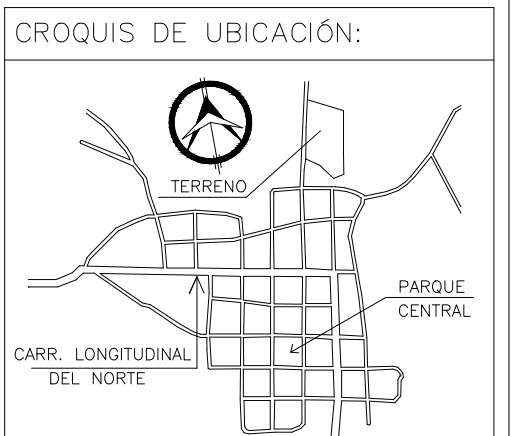 CROQUIS DE UBICACIÓN:
TERRENO
PARQUE
CENTRAL
CARR. LONGITUDINAL
DEL NORTE